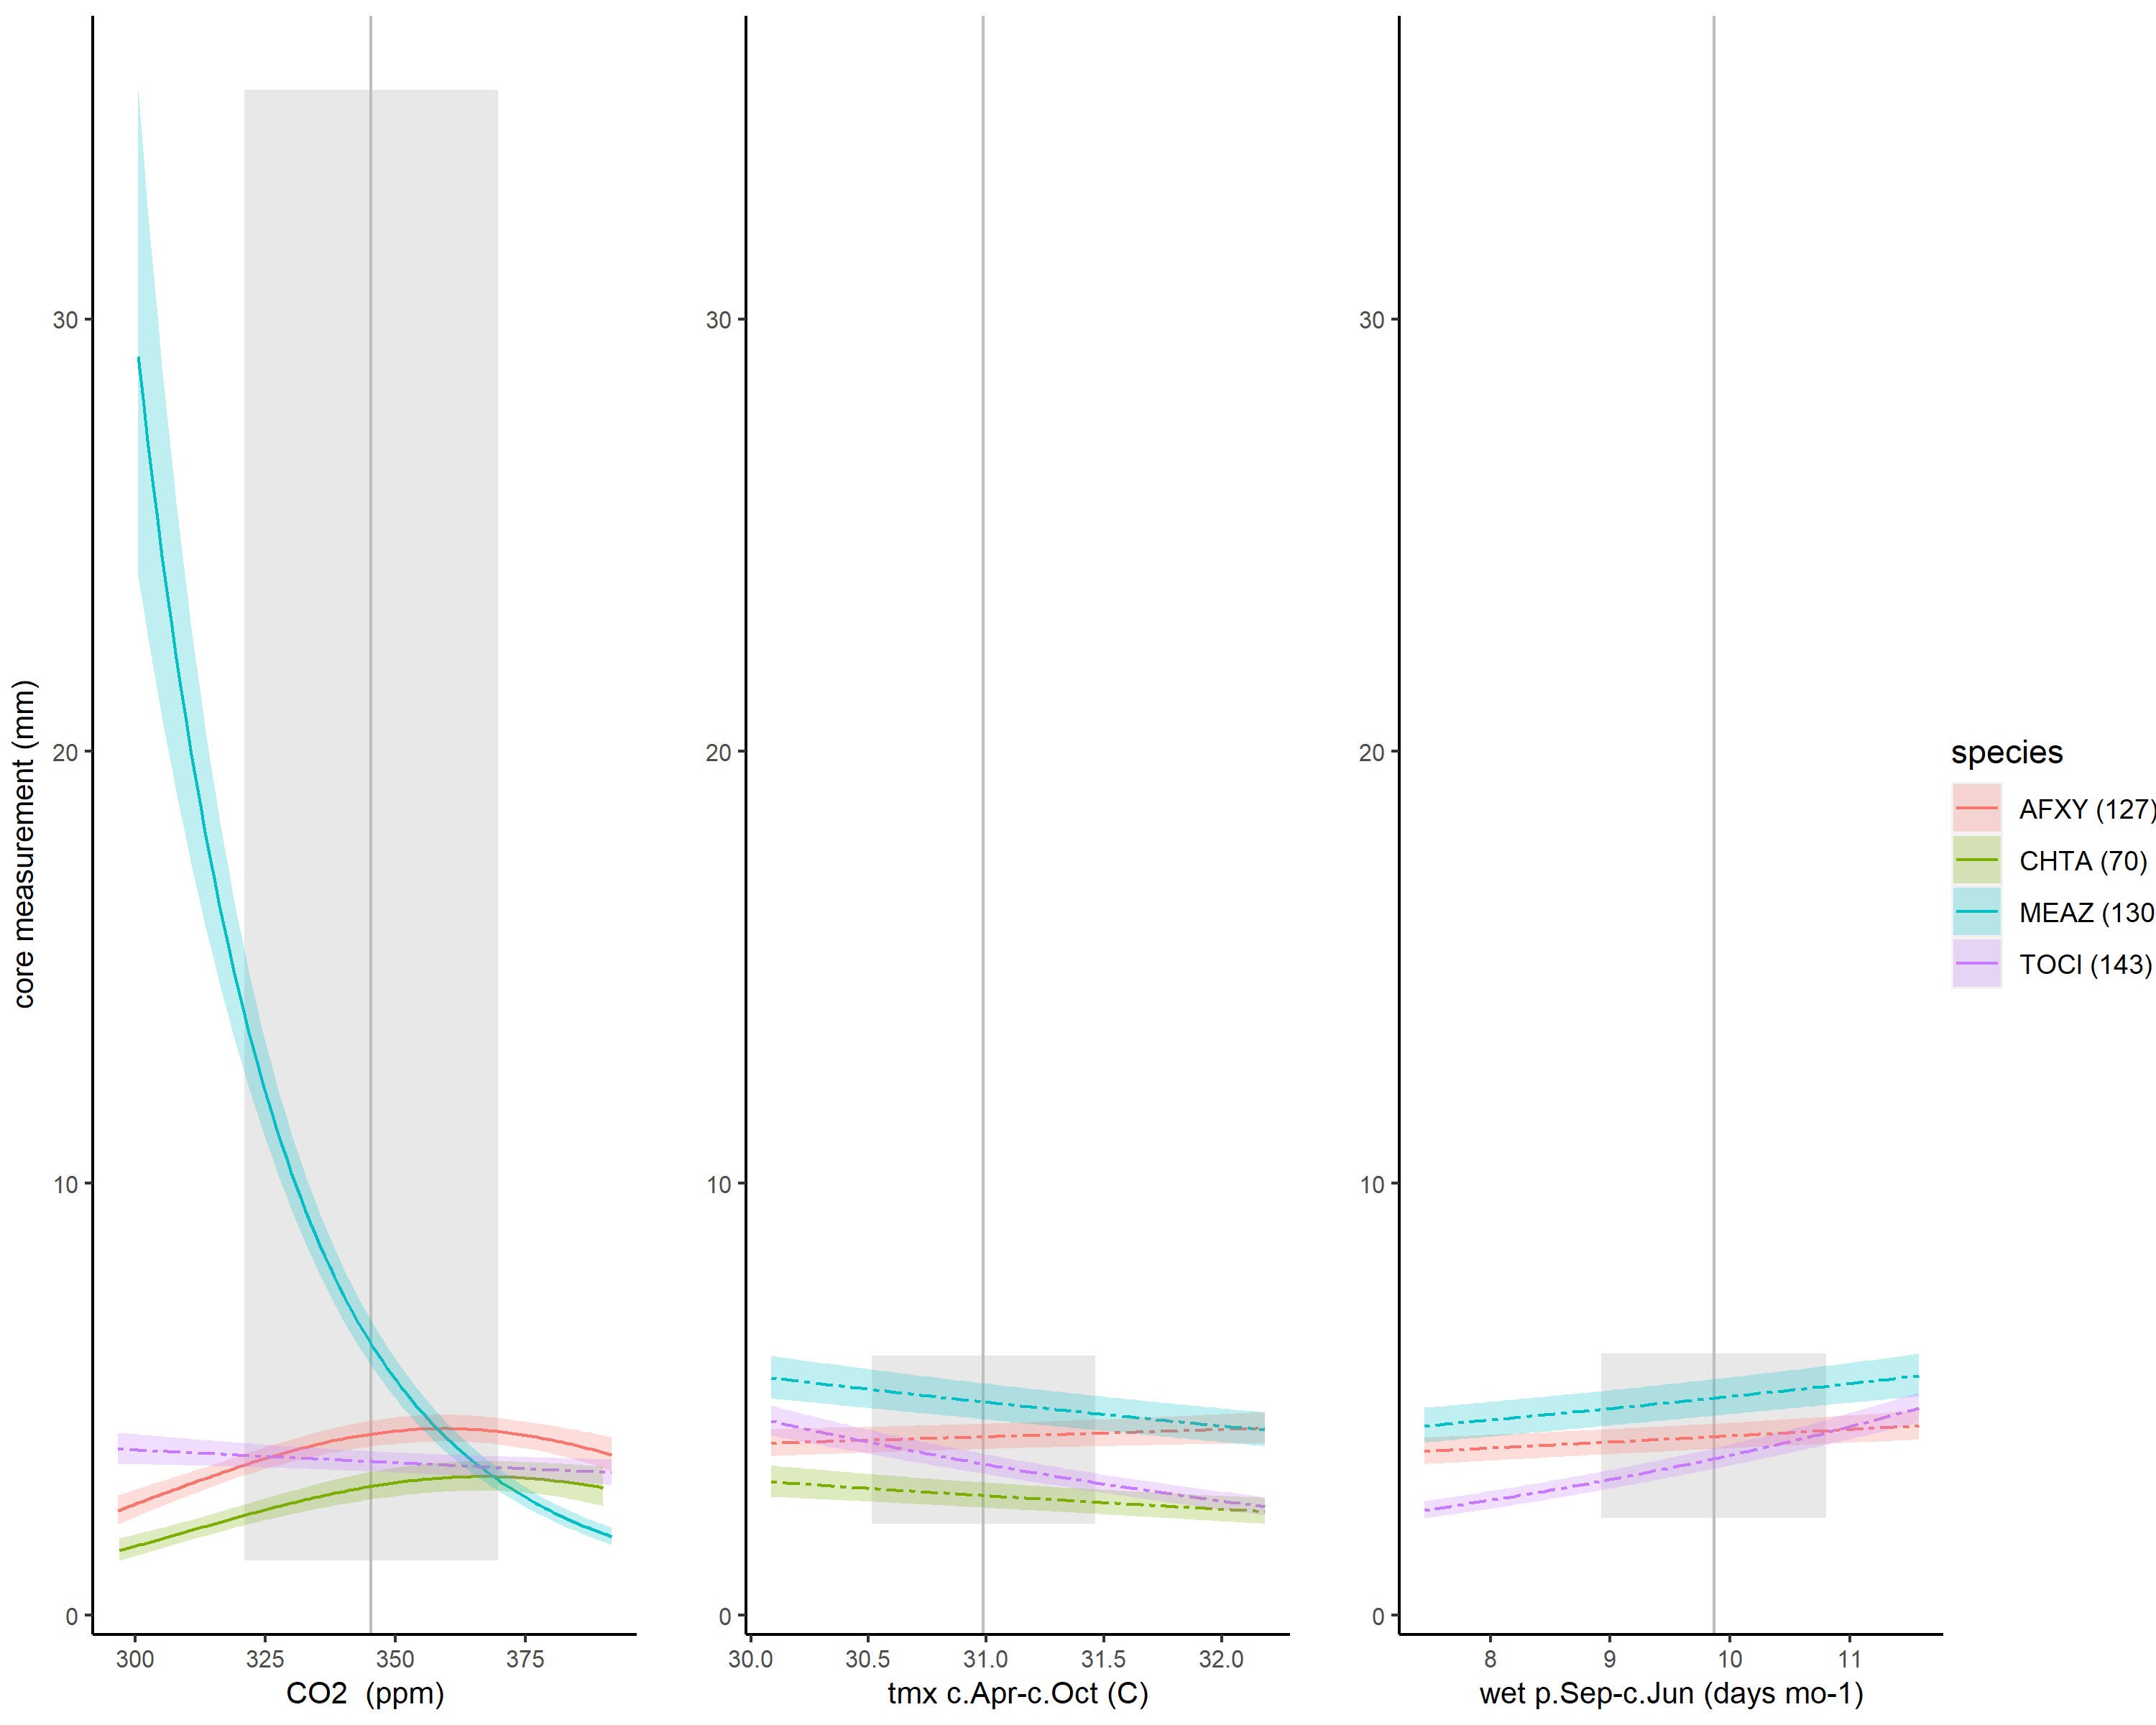 core measurement (mm)
30
20
10
0
300 325 350 375
CO2 (ppm)
30
20
10
0
30.0 30.5 31.0 31.5 32.0
tmx c.Apr-c.Oct (C)
30
20
10
0
8 9 10 11
wet p.Sep-c.Jun (days mo-1)
species
AFXY (127)
CHTA (70)
MEAZ (130
TOCI (143)